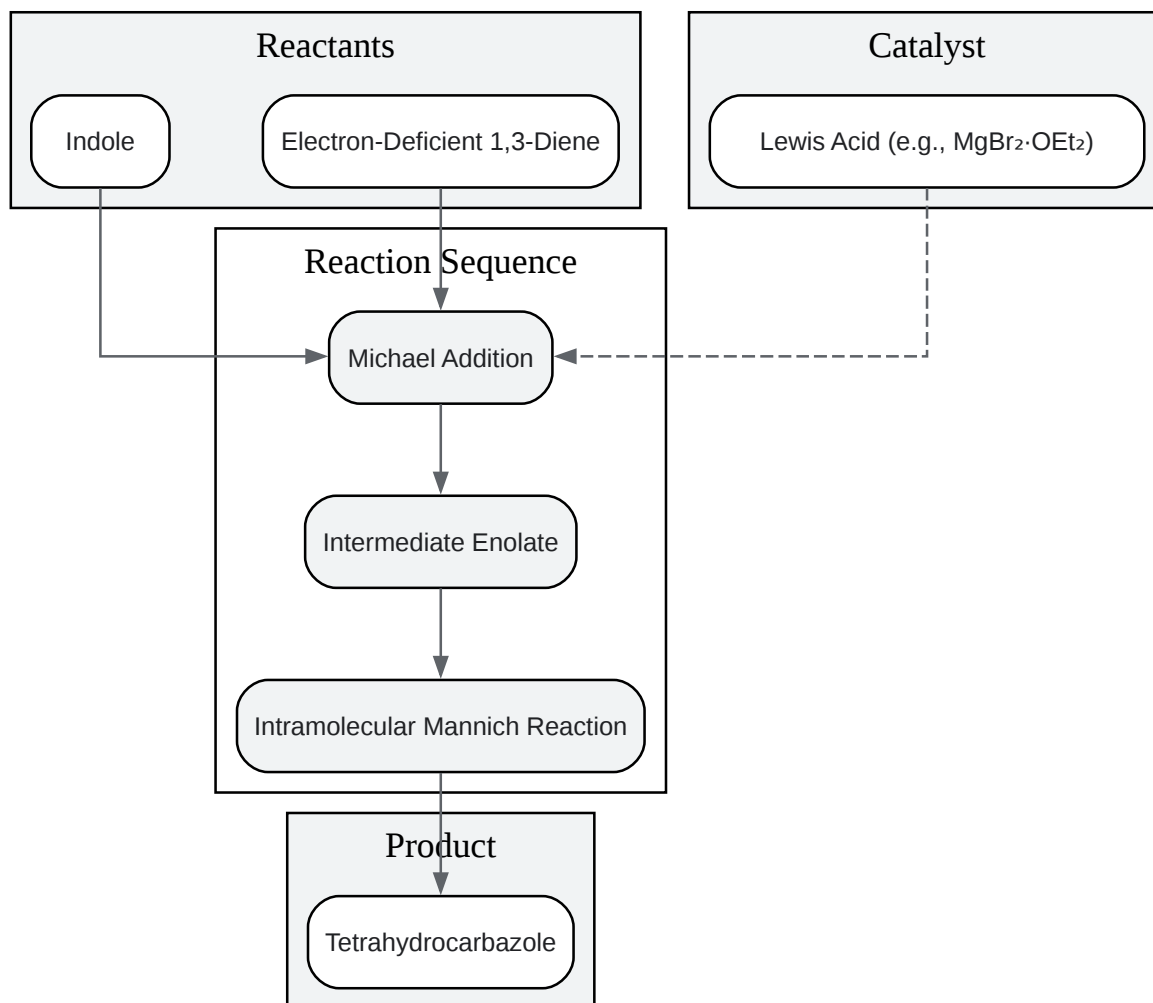 Reactants
Catalyst
Indole
Electron-Deficient 1,3-Diene
Lewis Acid (e.g., MgBr₂·OEt₂)
Reaction Sequence
Michael Addition
Intermediate Enolate
Intramolecular Mannich Reaction
Product
Tetrahydrocarbazole